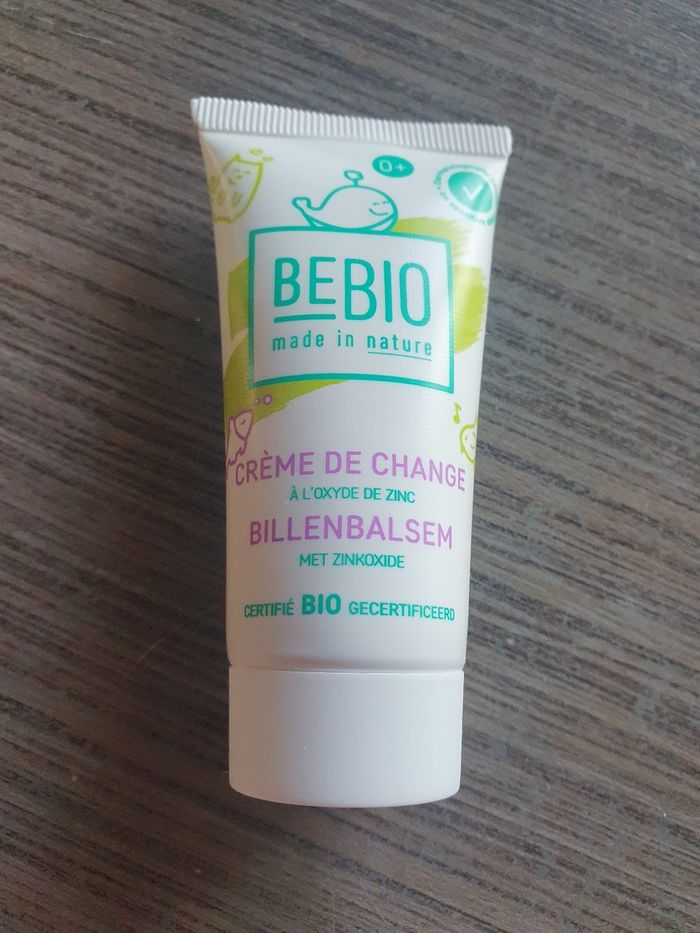 0+
BEBIO
made in nature
CRÈME DE CHANGE
À L'OXYDE DE ZINC
BILLENBALSEM
MET ZINKOXIDE
CERTIFIÉ BIO GECERTIFICEERD